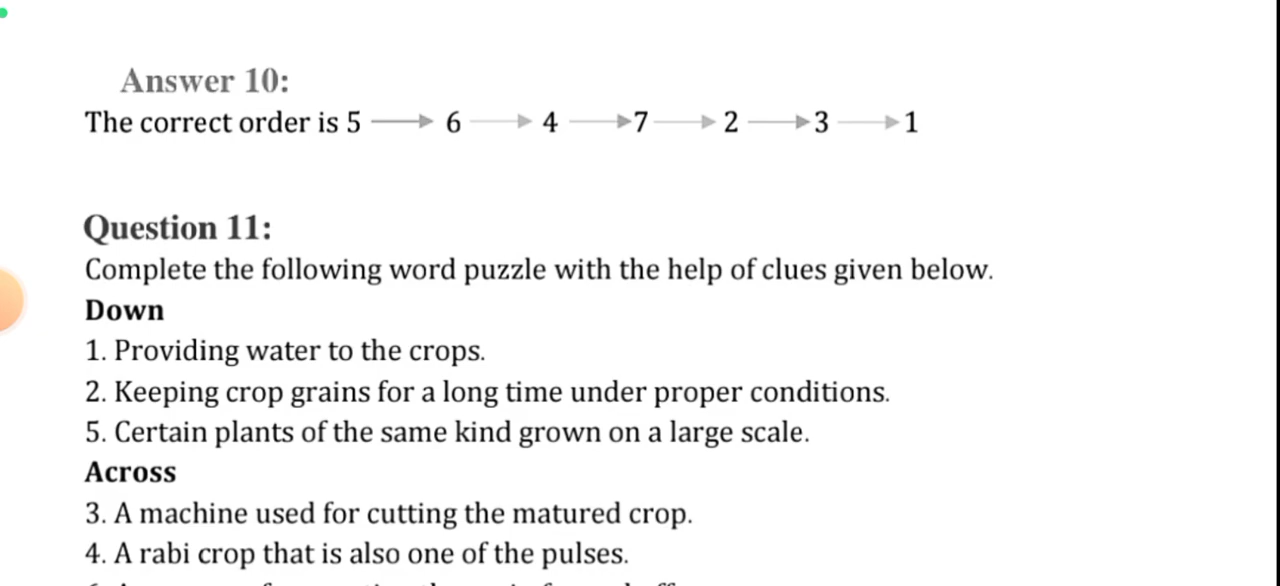 Answer 10:
The correct order is 5 → 6 → 4 → 7 → 2 → 3 → 1
Question 11:
Complete the following word puzzle with the help of clues given below.
Down
1. Providing water to the crops.
2. Keeping crop grains for a long time under proper conditions.
5. Certain plants of the same kind grown on a large scale.
Across
3. A machine used for cutting the matured crop.
4. A rabi crop that is also one of the pulses.